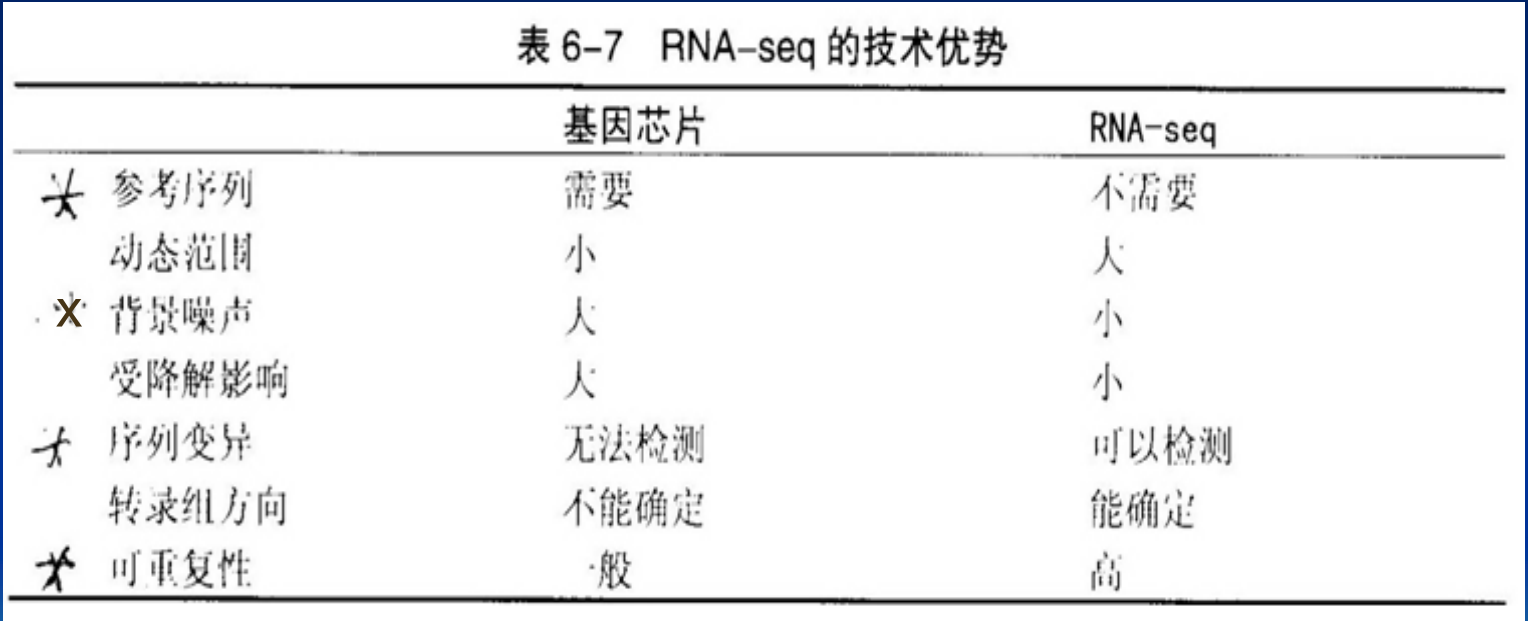 表 6-7 RNA-seq 的技术优势
基因芯片 RNA-seq
参考序列 需要 不需要
动态范围 小 大
X 背景噪声 大 小
受降解影响 大 小
序列变异 无法检测 可以检测
转录组方向 不能确定 能确定
可重复性 一般 高